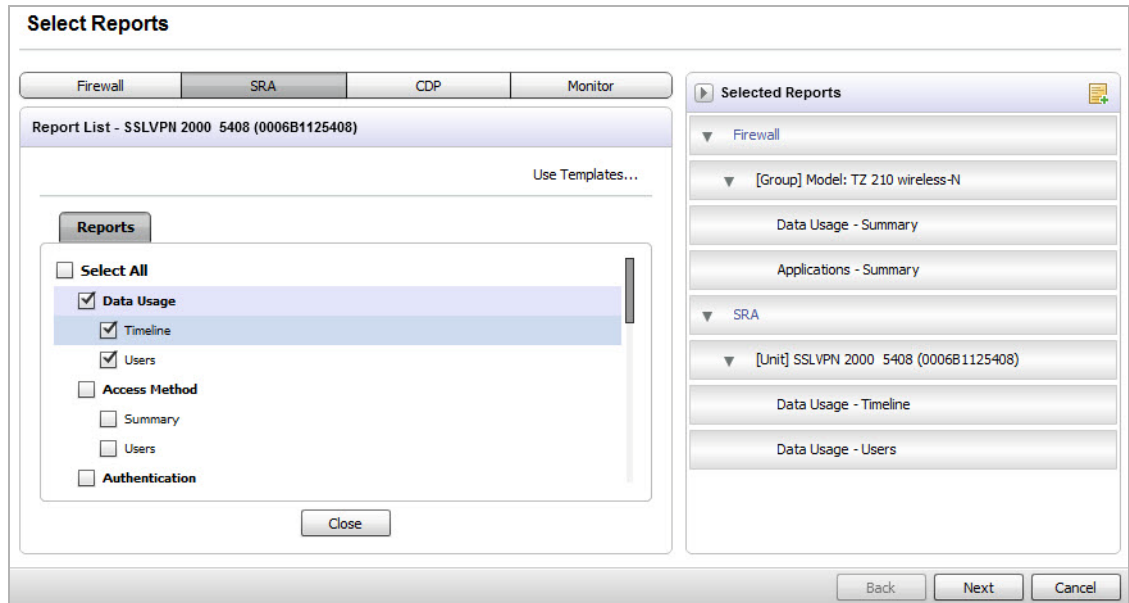 Select Reports
Firewall
SRA
CDP
Monitor
Report List - SSLVPN 2000  5408 (0006B1125408)
Use Templates...
Reports
Select All
Data Usage
Timeline
Users
Access Method
Summary
Users
Authentication
Close
Selected Reports
Firewall
[Group] Model: TZ 210 wireless-N
Data Usage - Summary
Applications - Summary
SRA
[Unit] SSLVPN 2000  5408 (0006B1125408)
Data Usage - Timeline
Data Usage - Users
Back
Next
Cancel